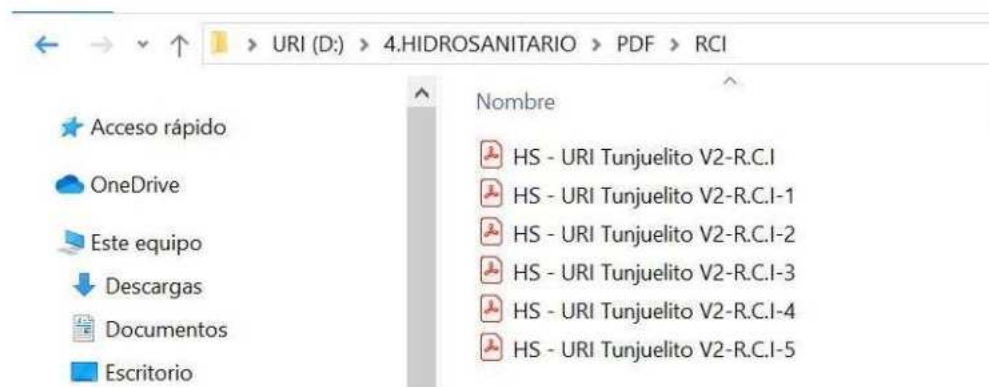 URI (D:) > 4.HIDROSANITARIO > PDF > RCI
Acceso rápido
OneDrive
Este equipo
Descargas
Documentos
Escritorio
Nombre
HS - URI Tunjuelito V2-R.C.I
HS - URI Tunjuelito V2-R.C.I-1
HS - URI Tunjuelito V2-R.C.I-2
HS - URI Tunjuelito V2-R.C.I-3
HS - URI Tunjuelito V2-R.C.I-4
HS - URI Tunjuelito V2-R.C.I-5